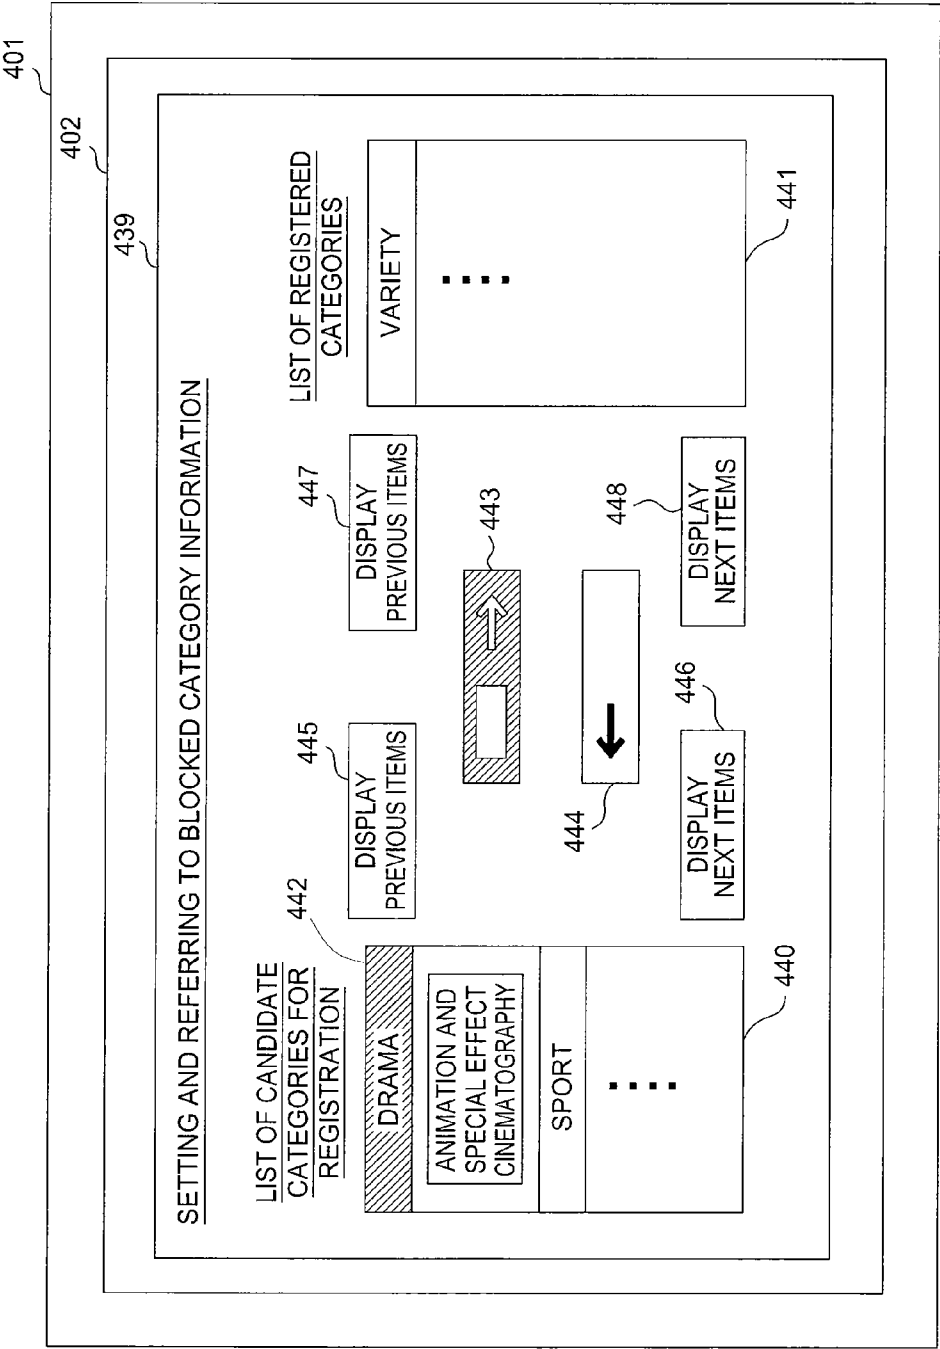 401
402
439
SETTING AND REFERRING TO BLOCKED CATEGORY INFORMATION
LIST OF CANDIDATE
CATEGORIES FOR
REGISTRATION
442
DRAMA
ANIMATION AND
SPECIAL EFFECT
CINEMATOGRAPHY
SPORT
440
445
DISPLAY
PREVIOUS ITEMS
447
DISPLAY
PREVIOUS ITEMS
443
444
446
DISPLAY
NEXT ITEMS
448
DISPLAY
NEXT ITEMS
LIST OF REGISTERED
CATEGORIES
VARIETY
441